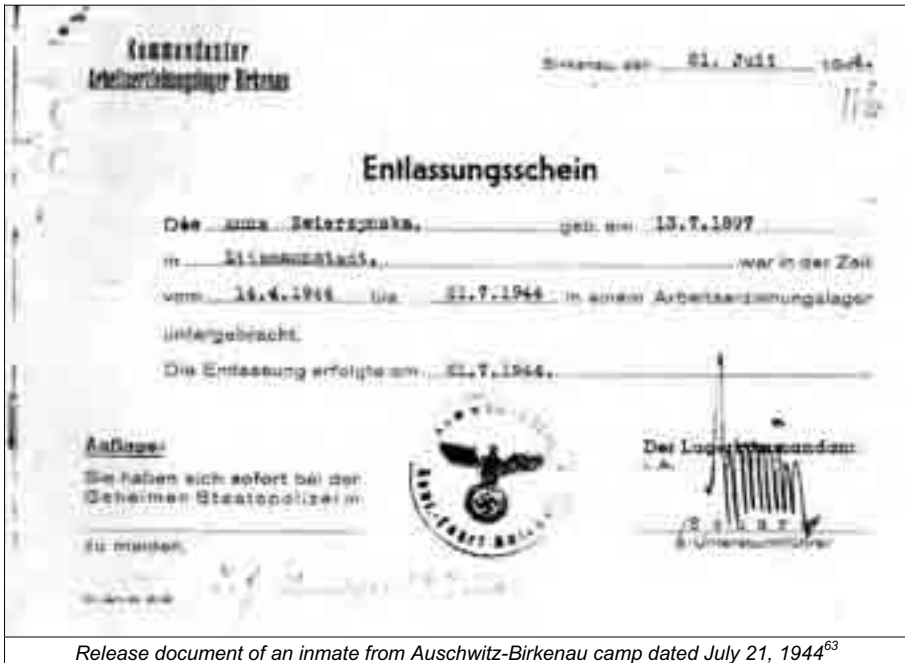 Kommandantur
Arbeitserziehungslager Birkenau
Birkenau, den 21. Juli 1944.
Entlassungsschein
Die Anna geb. am 13.7.1897
in war in der Zeit
vom 14.4.1944 bis 21.7.1944 in einem Arbeitserziehungslager
untergebracht.
Die Entlassung erfolgte am 21.7.1944.
Auflage:
Sie haben sich sofort bei der
Geheimen Staatspolizei in
zu melden.
Der Lagerkommandant
Release document of an inmate from Auschwitz-Birkenau camp dated July 21, 1944⁶³